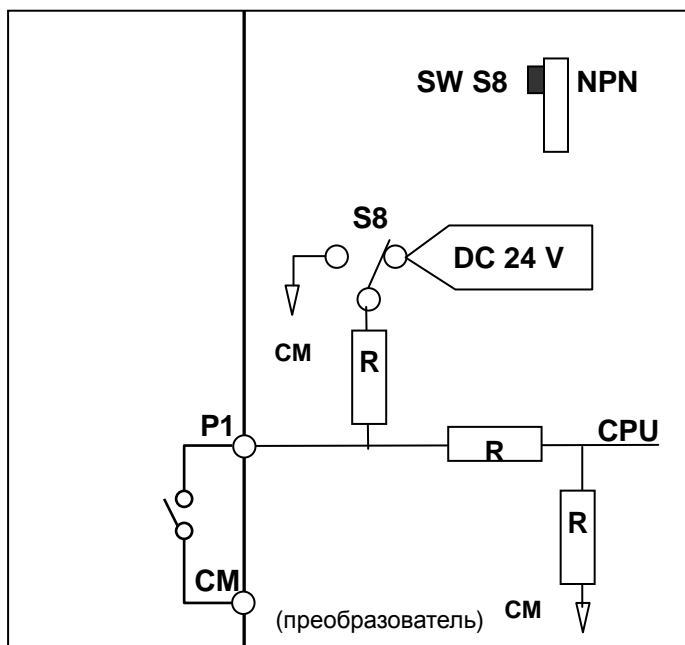 SW S8 NPN
S8
DC 24 V
CM
R
P1
R
CPU
R
CM
(преобразователь)
CM